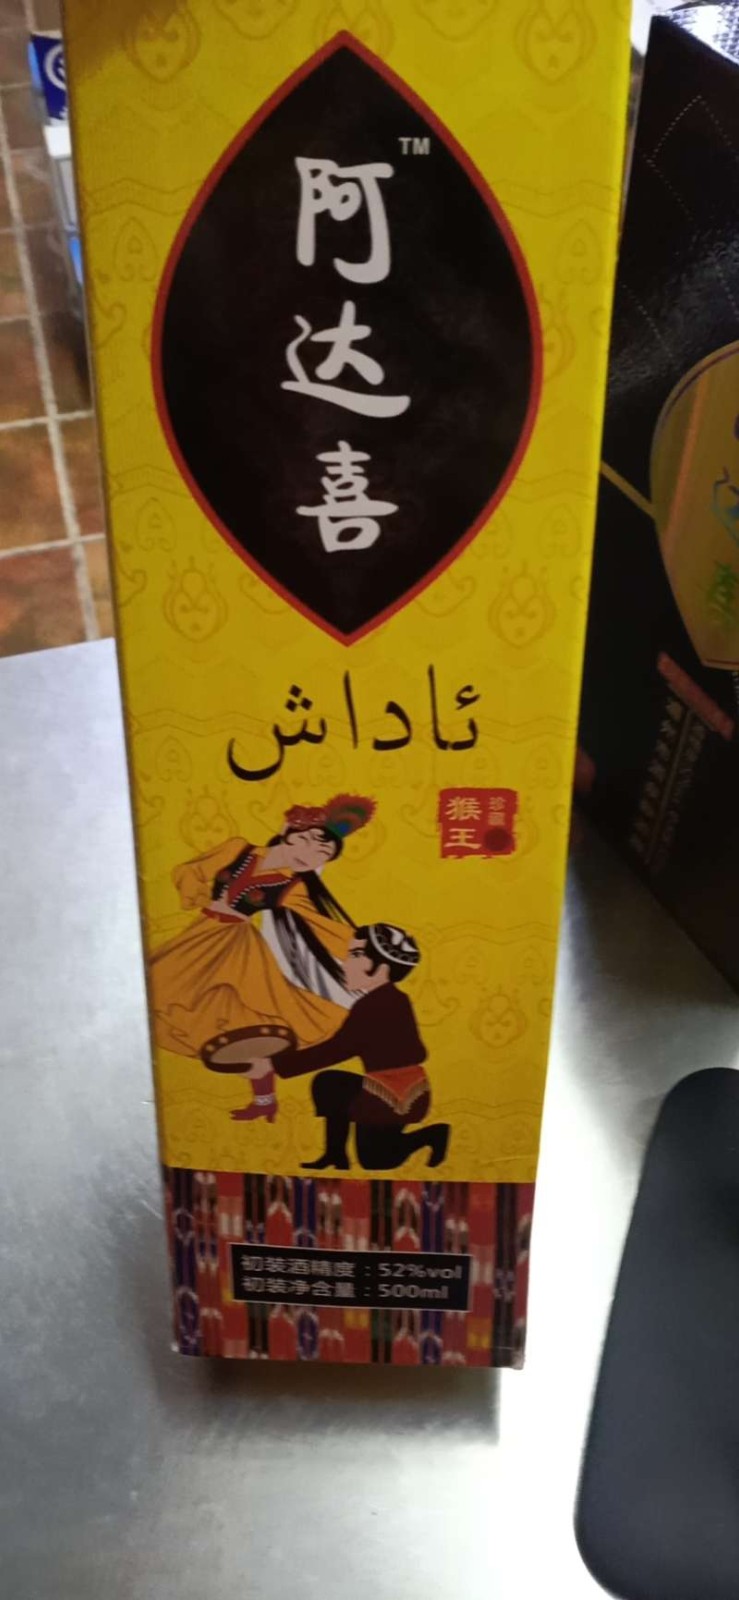 阿达喜
TM
ئاداش
猴王
珍藏
初装酒精度：52%vol
初装净含量：500ml